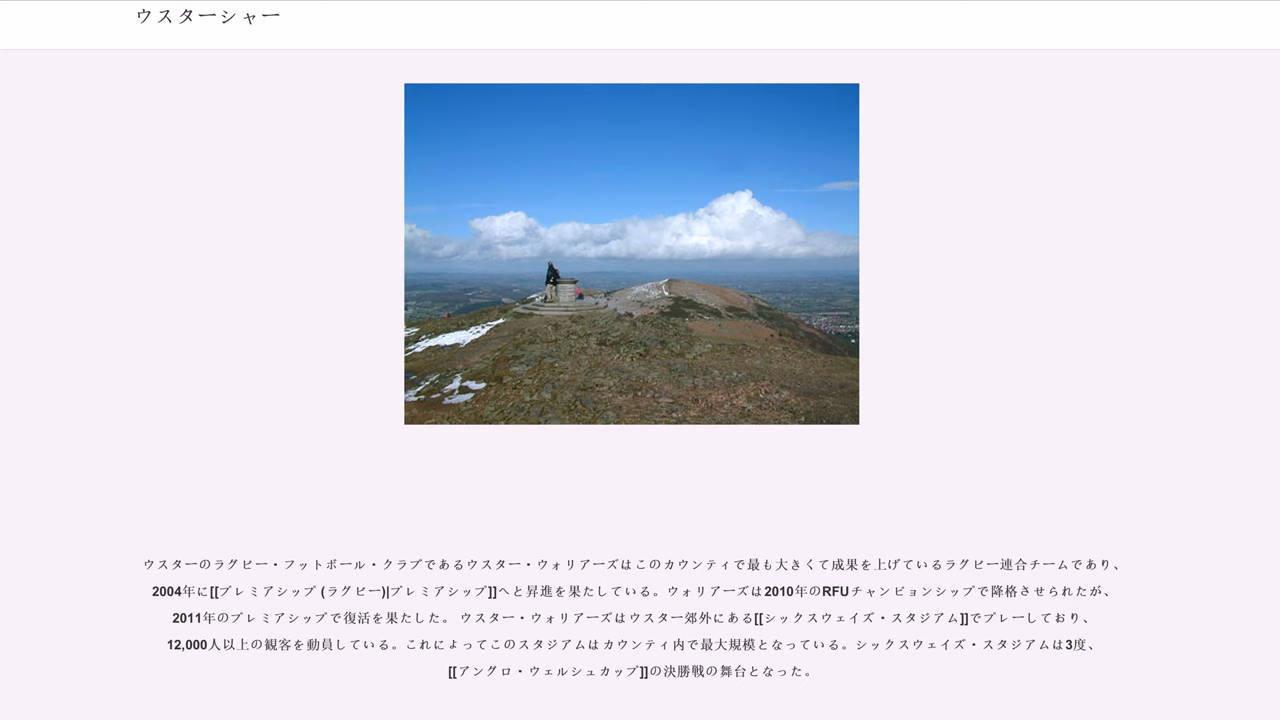 ウスターシャー
ウスターのラグビー・フットボール・クラブであるウスター・ウォリアーズはこのカウンティで最も大きくて成果を上げているラグビー連合チームであり、
2004年に[[プレミアシップ (ラグビー)|プレミアシップ]]へと昇進を果たしている。ウォリアーズは2010年のRFUチャンピョンシップで降格させられたが、
2011年のプレミアシップで復活を果たした。 ウスター・ウォリアーズはウスター郊外にある[[シックスウェイズ・スタジアム]]でプレーしており、
12,000人以上の観客を動員している。これによってこのスタジアムはカウンティ内で最大規模となっている。シックスウェイズ・スタジアムは3度、
[[アングロ・ウェルシュカップ]]の決勝戦の舞台となった。